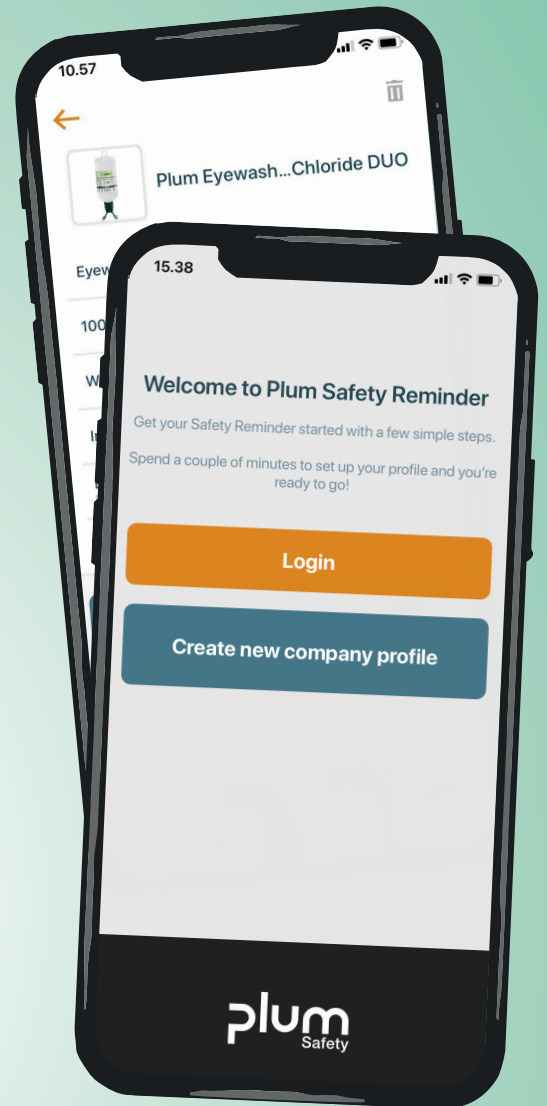 10.57
Plum Eyewash...Chloride DUO
15.38
Welcome to Plum Safety Reminder
Get your Safety Reminder started with a few simple steps.
Spend a couple of minutes to set up your profile and you're
ready to go!
Login
Create new company profile
plum
Safety